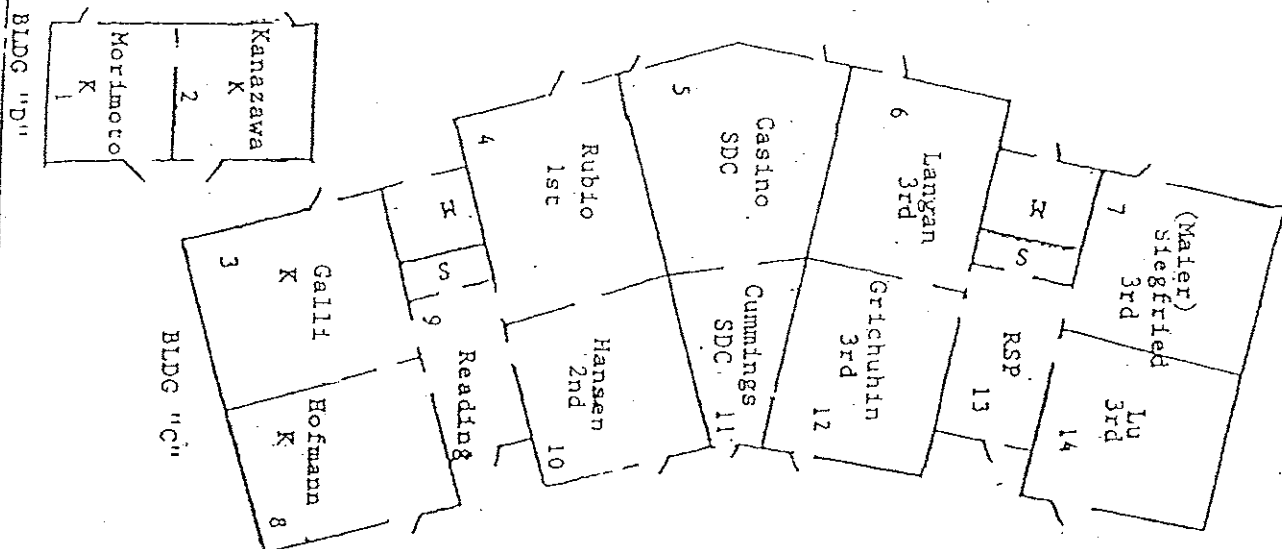 Kanazawa
K
2
Morimoto
K
1
BLDG "D"
Galli
K
3
Hofmann
K
8
BLDG "C"
S
9
Reading
Rubio
1st
4
Hansen
2nd
10
Casino
SDC
5
Cummings
SDC
11
Langan
3rd
6
Grichuhin
3rd
12
S
RSP
13
(Maier)
Siegfried
3rd
7
Lu
3rd
14